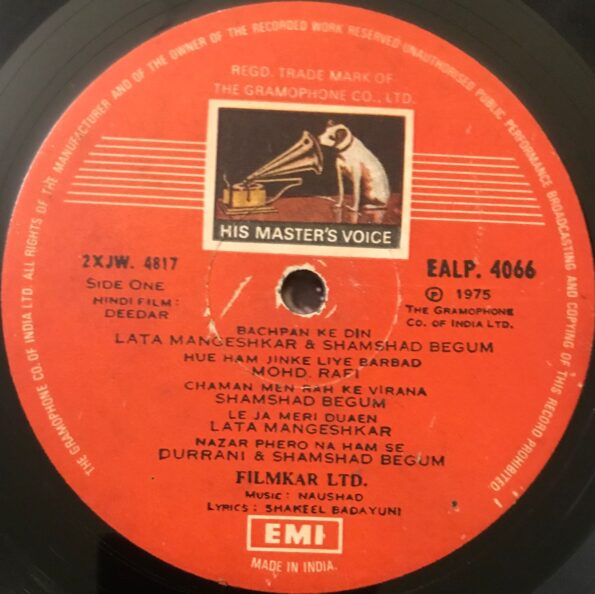 THE GRAMOPHONE CO. OF INDIA LTD. ALL RIGHTS OF THE MANUFACTURER AND OF THE OWNER OF THE RECORDED WORK RESERVED UNAUTHORISED PUBLIC PERFORMANCE BROADCASTING AND COPYING OF THIS RECORD PROHIBITED.
REGD. TRADE MARK OF
THE GRAMOPHONE CO., LTD.
HIS MASTER'S VOICE
2XJW. 4817
Side One
HINDI FILM:
DEEDAR
EALP. 4066
Ⓟ 1975
The Gramophone
Co. of India Ltd.
BACHPAN KE DIN
LATA MANGESHKAR & SHAMSHAD BEGUM
HUE HAM JINKE LIYE BARBAD
MOHD. RAFI
CHAMAN MEN RAH KE VIRANA
SHAMSHAD BEGUM
LE JA MERI DUAEN
LATA MANGESHKAR
NAZAR PHERO NA HAM SE
DURRANI & SHAMSHAD BEGUM
FILMKAR LTD.
Music: Naushad
Lyrics: Shakeel Badayuni
EMI
MADE IN INDIA.